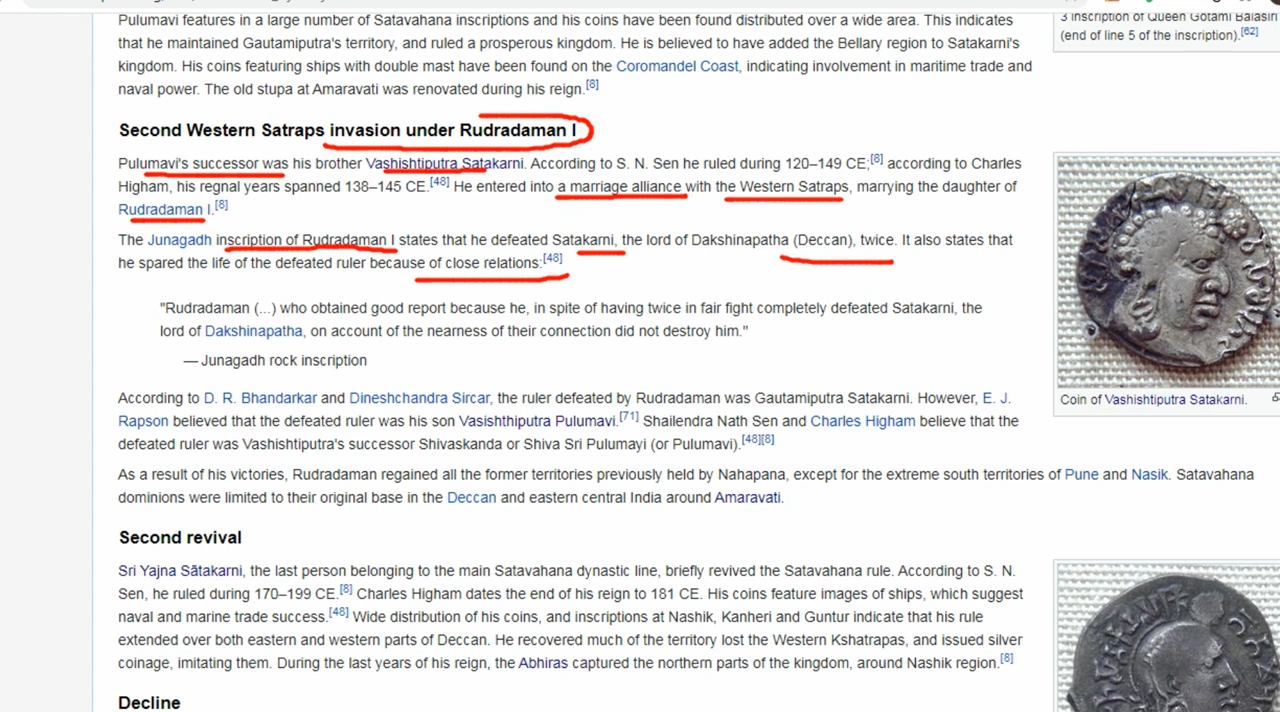 Pulumavi features in a large number of Satavahana inscriptions and his coins have been found distributed over a wide area. This indicates
that he maintained Gautamiputra's territory, and ruled a prosperous kingdom. He is believed to have added the Bellary region to Satakarni's
kingdom. His coins featuring ships with double mast have been found on the Coromandel Coast, indicating involvement in maritime trade and
naval power. The old stupa at Amaravati was renovated during his reign.[8]
3 inscription of Queen Gotami Balasiri
(end of line 5 of the inscription).[62]
Second Western Satraps invasion under Rudradaman I
Pulumavi's successor was his brother Vashishtiputra Satakarni. According to S. N. Sen he ruled during 120–149 CE;[8] according to Charles
Higham, his regnal years spanned 138–145 CE.[48] He entered into a marriage alliance with the Western Satraps, marrying the daughter of
Rudradaman I.[8]
The Junagadh inscription of Rudradaman I states that he defeated Satakarni, the lord of Dakshinapatha (Deccan), twice. It also states that
he spared the life of the defeated ruler because of close relations:[48]
"Rudradaman (...) who obtained good report because he, in spite of having twice in fair fight completely defeated Satakarni, the
lord of Dakshinapatha, on account of the nearness of their connection did not destroy him."
— Junagadh rock inscription
Coin of Vashishtiputra Satakarni.
According to D. R. Bhandarkar and Dineshchandra Sircar, the ruler defeated by Rudradaman was Gautamiputra Satakarni. However, E. J.
Rapson believed that the defeated ruler was his son Vasishthiputra Pulumavi.[71] Shailendra Nath Sen and Charles Higham believe that the
defeated ruler was Vashishtiputra's successor Shivaskanda or Shiva Sri Pulumayi (or Pulumavi).[48][8]
As a result of his victories, Rudradaman regained all the former territories previously held by Nahapana, except for the extreme south territories of Pune and Nasik. Satavahana
dominions were limited to their original base in the Deccan and eastern central India around Amaravati.
Second revival
Sri Yajna Sātakarni, the last person belonging to the main Satavahana dynastic line, briefly revived the Satavahana rule. According to S. N.
Sen, he ruled during 170–199 CE.[8] Charles Higham dates the end of his reign to 181 CE. His coins feature images of ships, which suggest
naval and marine trade success.[48] Wide distribution of his coins, and inscriptions at Nashik, Kanheri and Guntur indicate that his rule
extended over both eastern and western parts of Deccan. He recovered much of the territory lost the Western Kshatrapas, and issued silver
coinage, imitating them. During the last years of his reign, the Abhiras captured the northern parts of the kingdom, around Nashik region.[8]
Decline